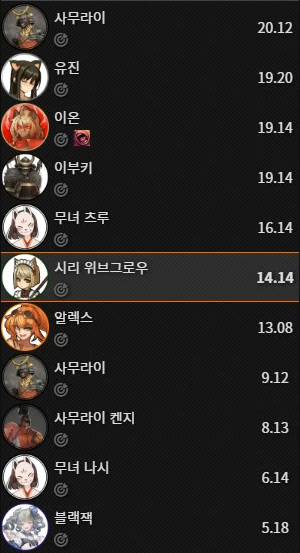 사무라이 20.12
유진 19.20
이온 19.14
이부키 19.14
무녀 츠루 16.14
시리 위브그로우 14.14
알렉스 13.08
사무라이 9.12
사무라이 켄지 8.13
무녀 나시 6.14
블랙잭 5.18